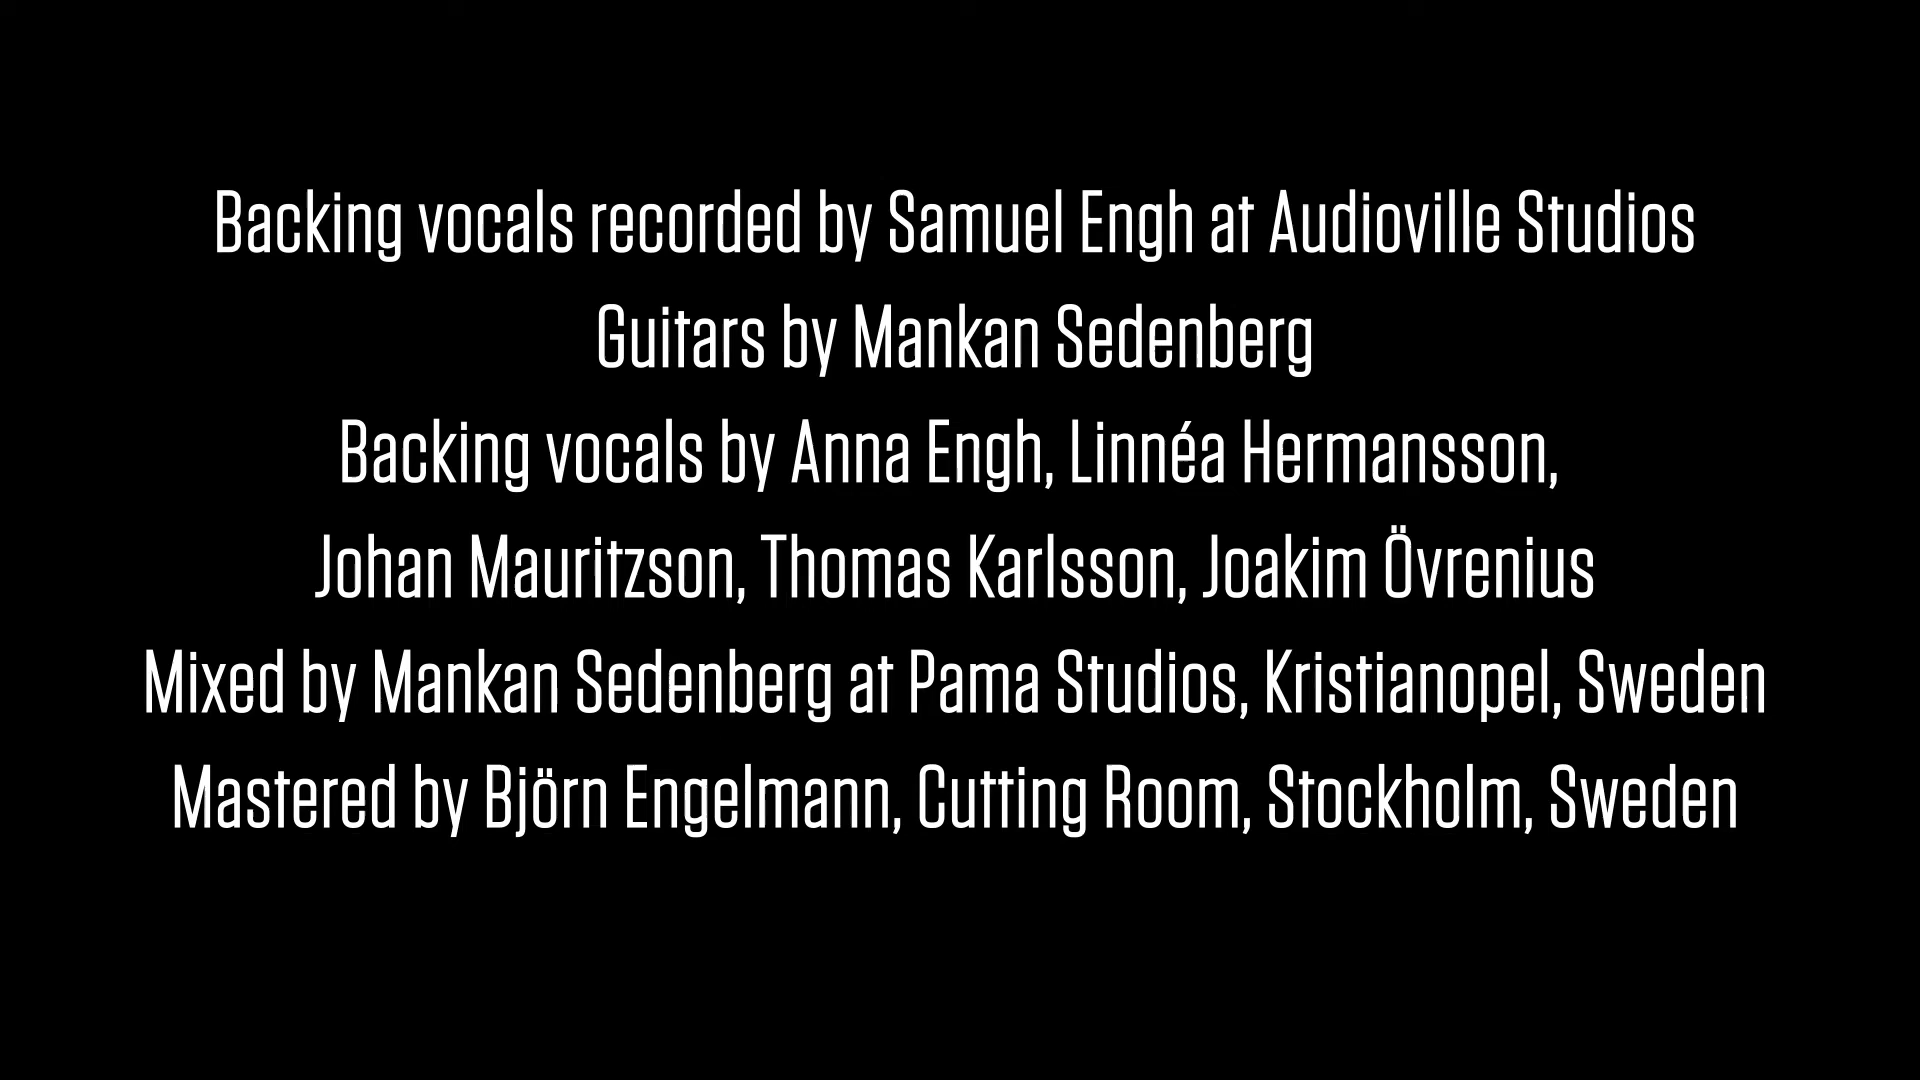 Backing vocals recorded by Samuel Engh at Audioville Studios
Guitars by Mankan Sedenberg
Backing vocals by Anna Engh, Linnéa Hermansson,
Johan Mauritzson, Thomas Karlsson, Joakim Övrenius
Mixed by Mankan Sedenberg at Pama Studios, Kristianopel, Sweden
Mastered by Björn Engelmann, Cutting Room, Stockholm, Sweden